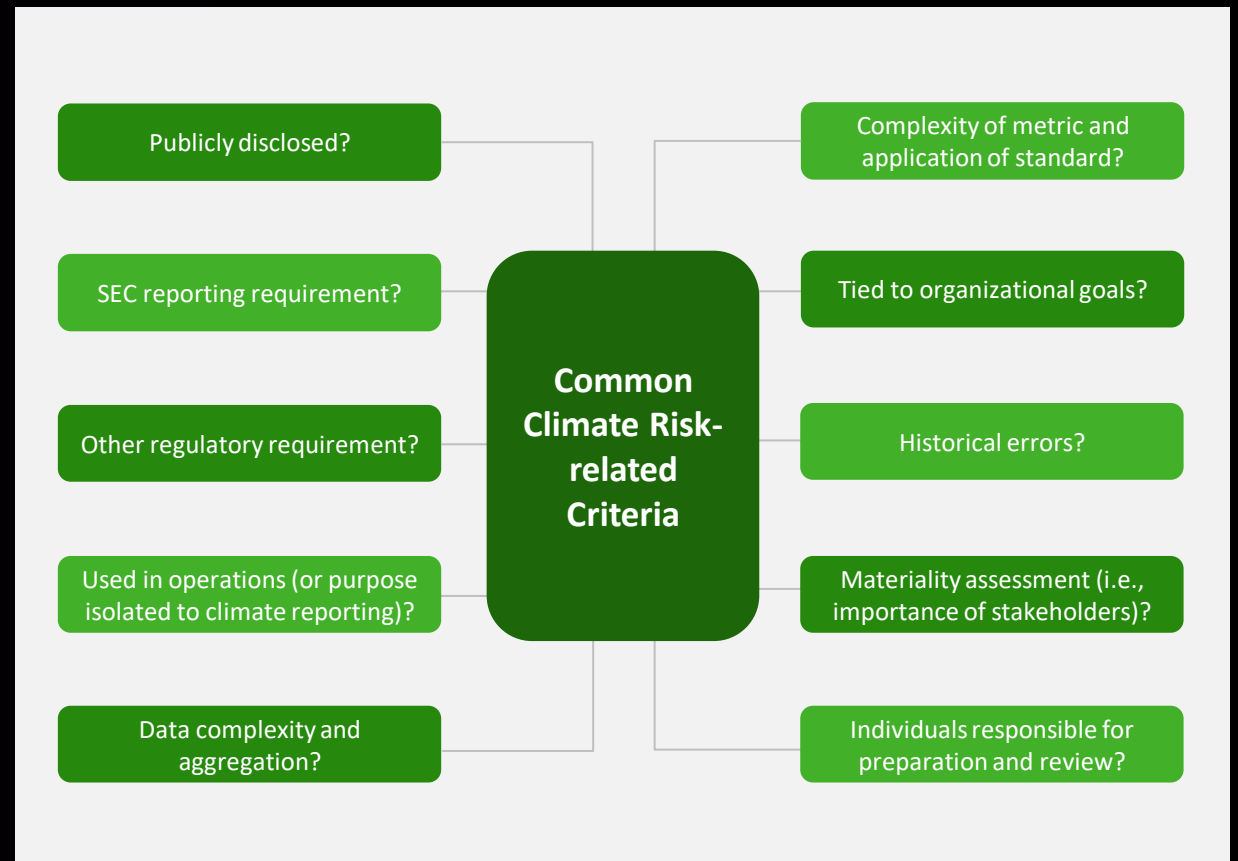 Publicly disclosed?
SEC reporting requirement?
Other regulatory requirement?
Used in operations (or purpose
isolated to climate reporting)?
Data complexity and
aggregation?
Common
Climate Risk-
related
Criteria
Complexity of metric and
application of standard?
Tied to organizational goals?
Historical errors?
Materiality assessment (i.e.,
importance of stakeholders)?
Individuals responsible for
preparation and review?